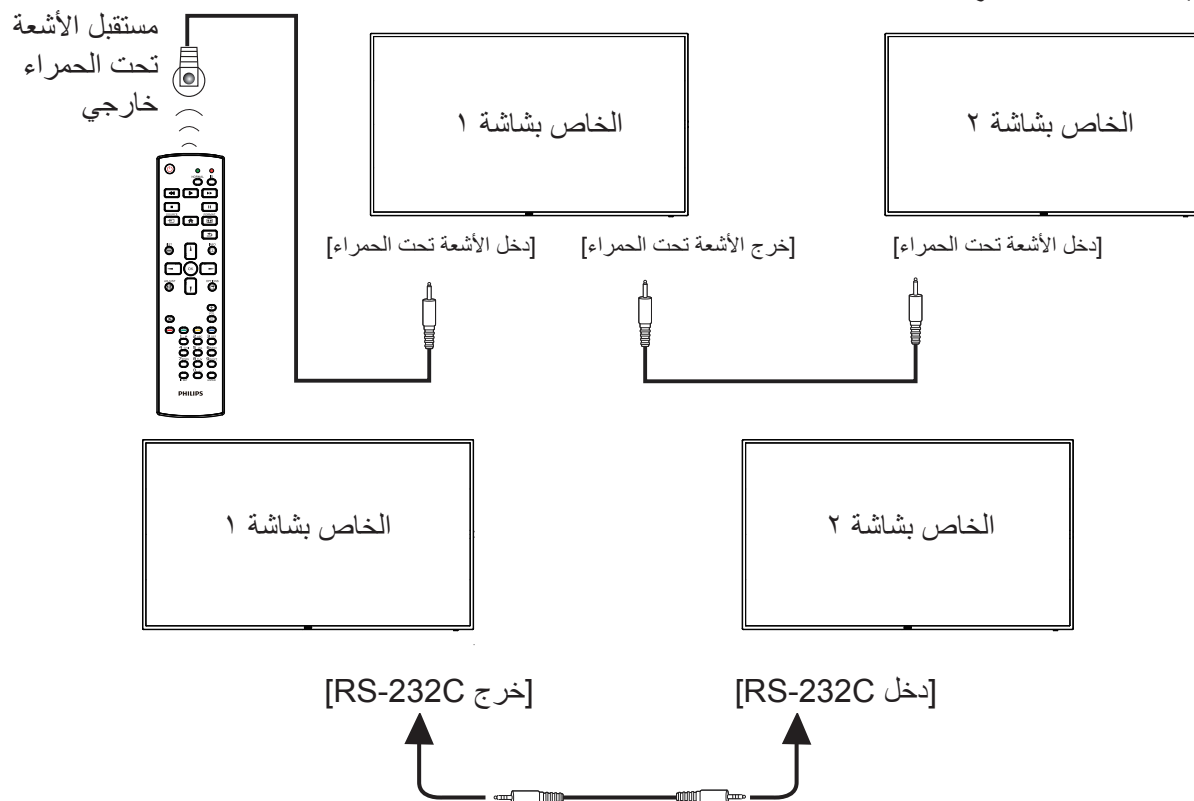 مستقبل الأشعة
تحت الحمراء
خارجي
الخاص بشاشة ١
الخاص بشاشة ٢
[دخل الأشعة تحت الحمراء]
[خرج الأشعة تحت الحمراء]
[دخل الأشعة تحت الحمراء]
PHILIPS
الخاص بشاشة ١
الخاص بشاشة ٢
[خرج RS-232C]
[دخل RS-232C]